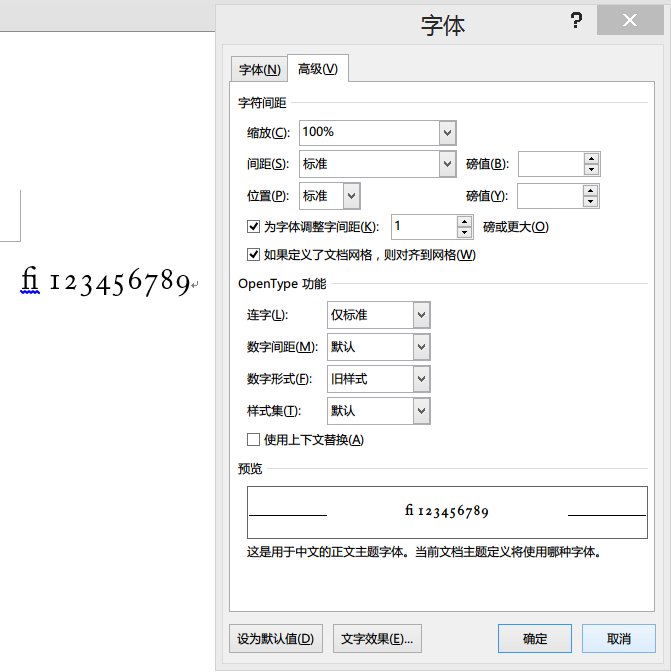 字体
?
字体(N) 高级(V)
字符间距
缩放(C): 100%
间距(S): 标准 磅值(B):
位置(P): 标准 磅值(Y):
为字体调整字间距(K): 1 磅或更大(O)
如果定义了文档网格，则对齐到网格(W)
fi 123456789
OpenType 功能
连字(L): 仅标准
数字间距(M): 默认
数字形式(F): 旧样式
样式集(T): 默认
使用上下文替换(A)
预览
fi 123456789
这是用于中文的正文主题字体。当前文档主题定义将使用哪种字体。
设为默认值(D) 文字效果(E)... 确定 取消